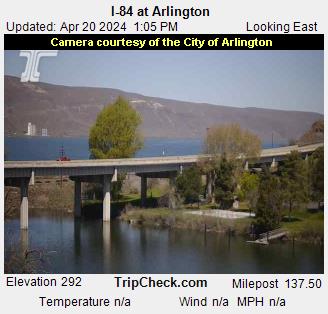 I-84 at Arlington
Updated: Apr 20 2024 1:05 PM Looking East
Camera courtesy of the City of Arlington
Elevation 292 TripCheck.com Milepost 137.50
Temperature n/a Wind n/a MPH n/a